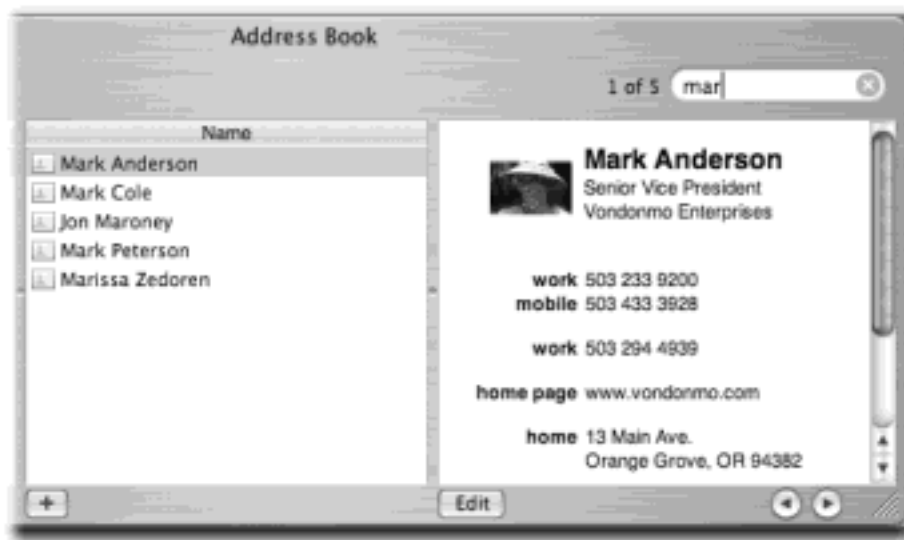 Address Book
1 of 5 mar
Name
Mark Anderson
Mark Cole
Jon Maroney
Mark Peterson
Marissa Zedoren
Mark Anderson
Senior Vice President
Vondonmo Enterprises
work 503 233 9200
mobile 503 433 3928
work 503 294 4939
home page www.vondonmo.com
home 13 Main Ave.
Orange Grove, OR 94382
+
Edit